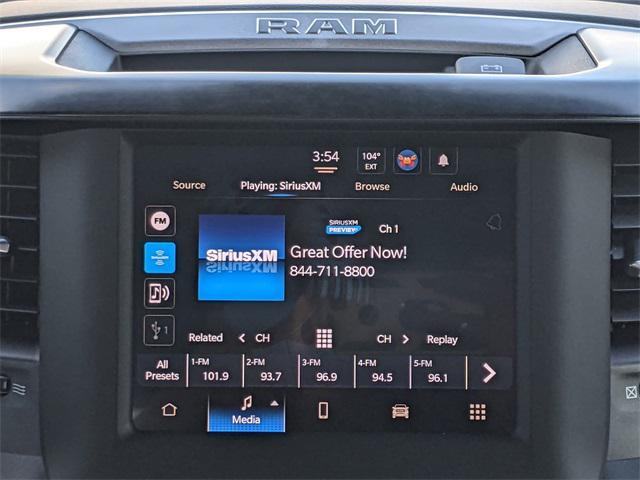 RAM
3:54 104° EXT
Source Playing: SiriusXM Browse Audio
FM
SIRIUSXM PREVIEW Ch 1
SiriusXM
Great Offer Now!
844-711-8800
1
Related < CH CH > Replay
All Presets
1-FM 2-FM 3-FM 4-FM 5-FM
101.9 93.7 96.9 94.5 96.1
Media